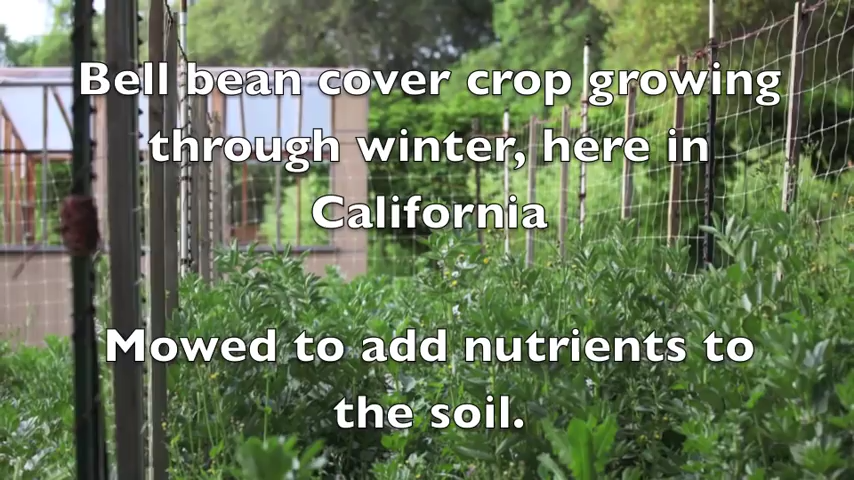 Bell bean cover crop growing
through winter, here in
California
Mowed to add nutrients to
the soil.